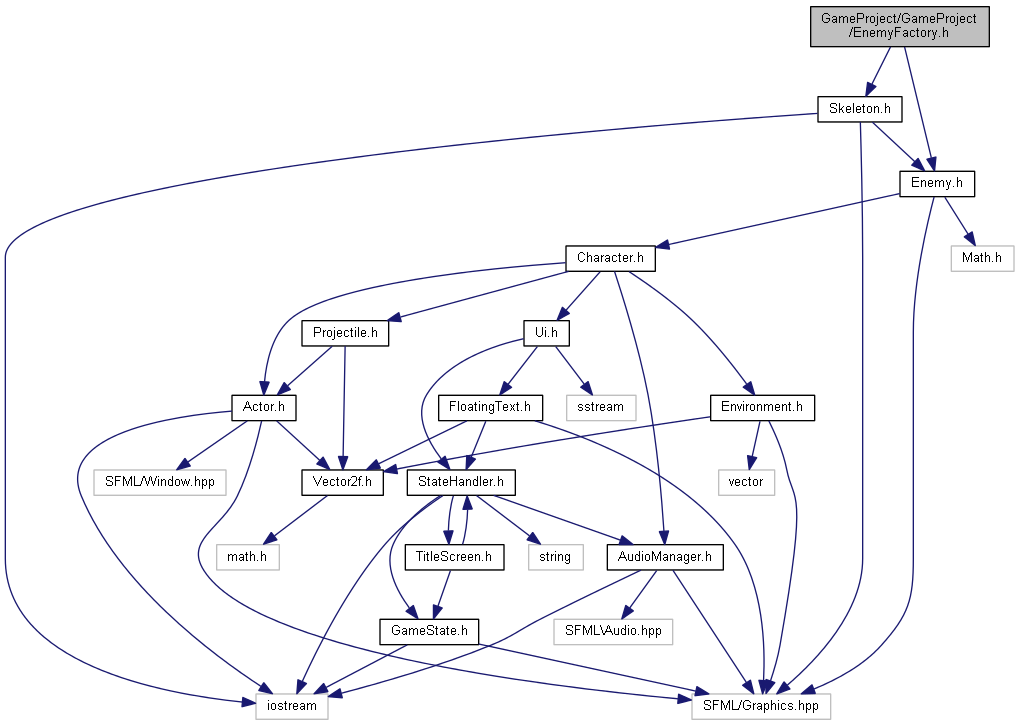 GameProject/GameProject
/EnemyFactory.h
Skeleton.h
Enemy.h
Character.h
Math.h
Projectile.h
Ui.h
Actor.h
FloatingText.h
sstream
Environment.h
SFML/Window.hpp
Vector2f.h
StateHandler.h
vector
math.h
TitleScreen.h
string
AudioManager.h
GameState.h
SFML\Audio.hpp
iostream
SFML/Graphics.hpp